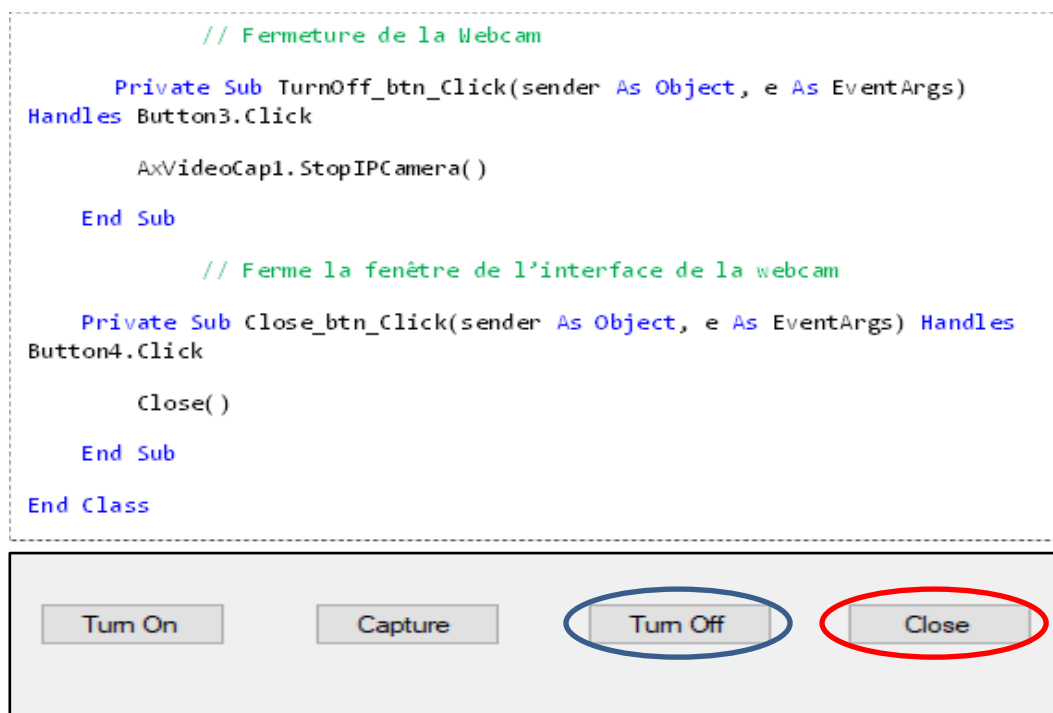 // Fermeture de la Webcam
Private Sub TurnOff_btn_Click(sender As Object, e As EventArgs)
Handles Button3.Click
AxVideoCap1.StopIPCamera()
End Sub
// Ferme la fenêtre de l’interface de la webcam
Private Sub Close_btn_Click(sender As Object, e As EventArgs) Handles
Button4.Click
Close()
End Sub
End Class
Turn On Capture Turn Off Close